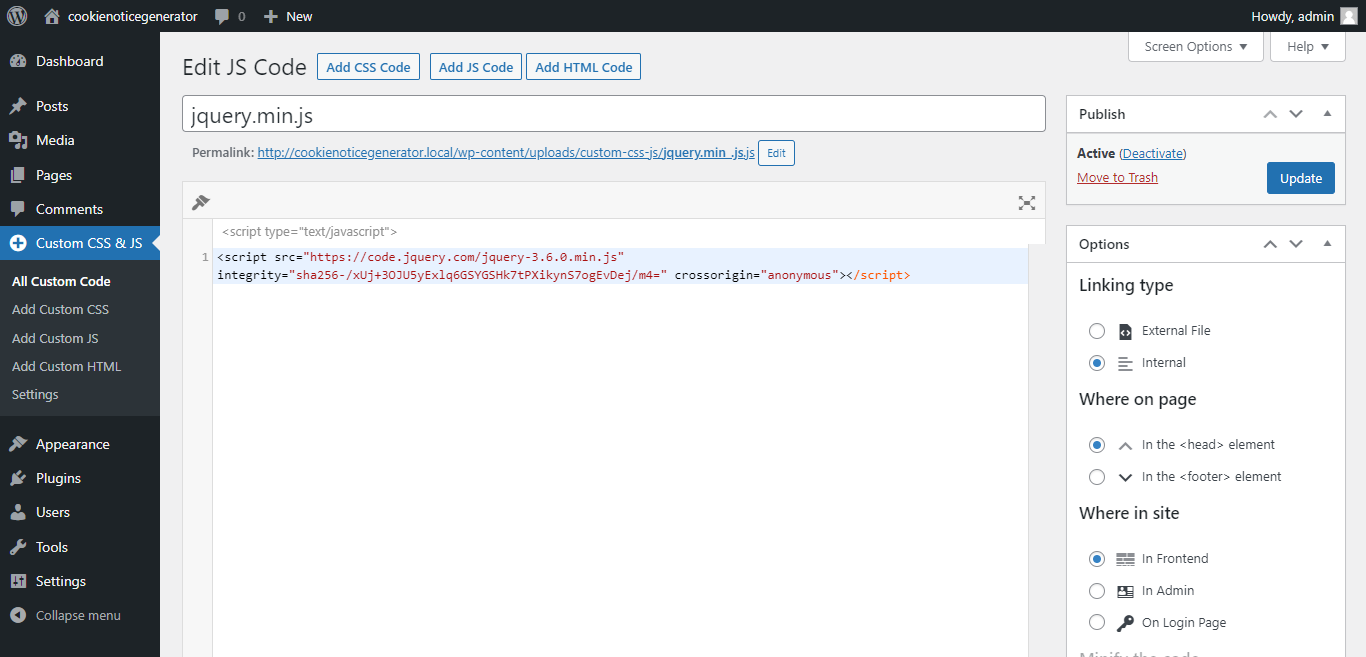 cookienoticegenerator 0 New Howdy, admin
Screen Options Help
Dashboard
Posts
Media
Pages
Comments
Custom CSS & JS
All Custom Code
Add Custom CSS
Add Custom JS
Add Custom HTML
Settings
Appearance
Plugins
Users
Tools
Settings
Collapse menu
Edit JS Code Add CSS Code Add JS Code Add HTML Code
jquery.min.js
Permalink: http://cookienoticegenerator.local/wp-content/uploads/custom-css-js/jquery.min_.js.js Edit
<script type="text/javascript">
1 <script src="https://code.jquery.com/jquery-3.6.0.min.js"
integrity="sha256-/xUj+3OJU5yExlq6GSYGSHk7tPXikynS7ogEvDej/m4=" crossorigin="anonymous"></script>
Publish
Active (Deactivate)
Move to Trash
Update
Options
Linking type
External File
Internal
Where on page
In the <head> element
In the <footer> element
Where in site
In Frontend
In Admin
On Login Page
Minify the code